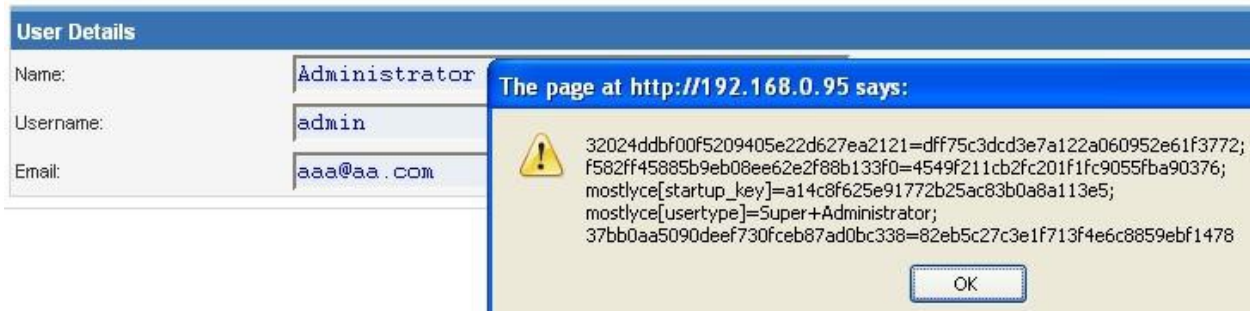 User Details
Name:
Administrator
Username:
admin
Email:
aaa@aa.com
The page at http://192.168.0.95 says:
32024ddbf00f5209405e22d627ea2121=dff75c3dcd3e7a122a060952e61f3772;
f582ff45885b9eb08ee62e2f88b133f0=4549f211cb2fc201f1fc9055fba90376;
mostlyce[startup_key]=a14c8f625e91772b25ac83b0a8a113e5;
mostlyce[usertype]=Super+Administrator;
37bb0aa5090deef730fceb87ad0bc338=82eb5c27c3e1f713f4e6c8859ebf1478
OK